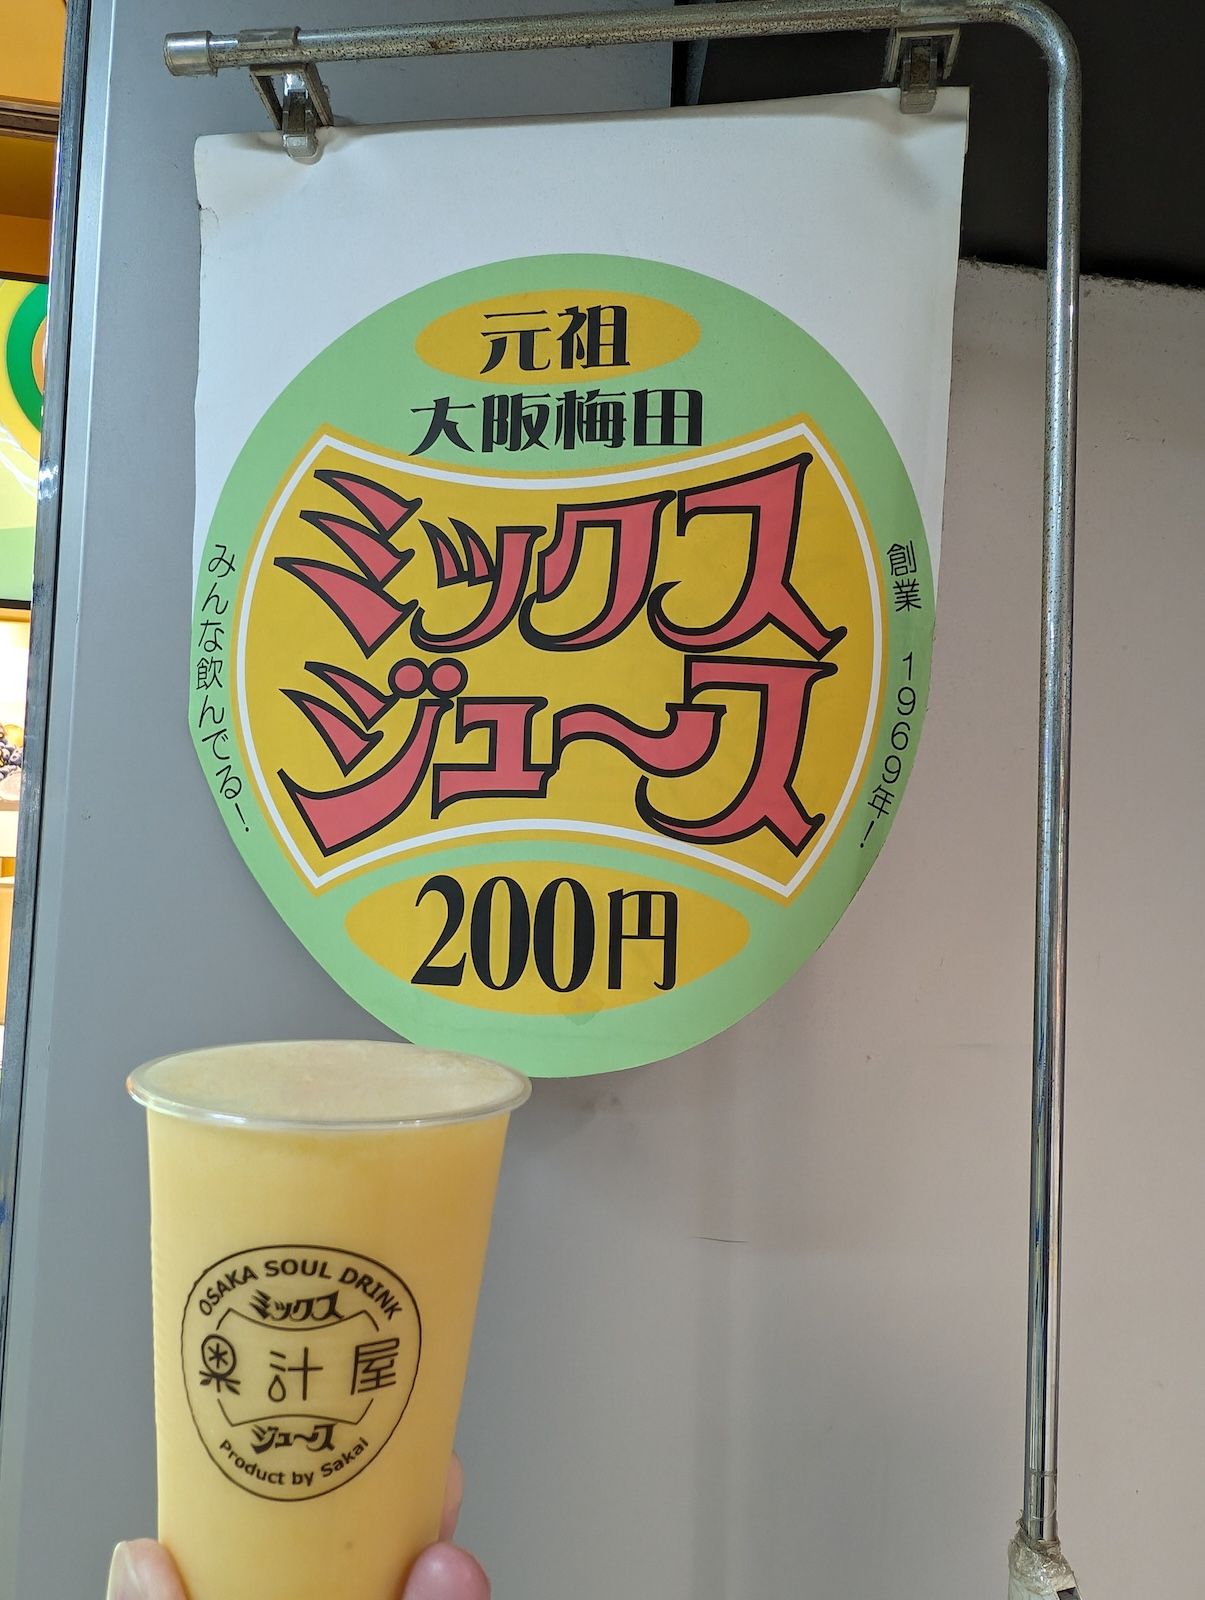 元祖
大阪梅田
ミックス
ジュ〜ス
みんな飲んでる!
創業 1969年!
200円
OSAKA SOUL DRINK
ミックス
果汁屋
ジュ〜ス
Product by Sakai